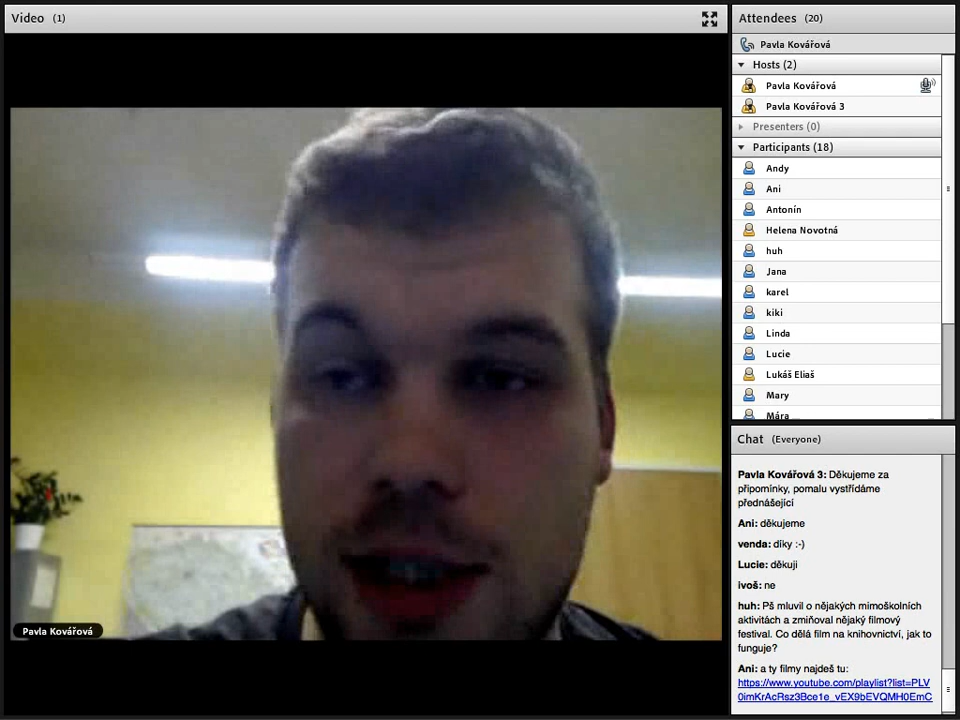 Video (1)
Pavla Kovářová
Attendees (20)
Pavla Kovářová
Hosts (2)
Pavla Kovářová
Pavla Kovářová 3
Presenters (0)
Participants (18)
Andy
Ani
Antonín
Helena Novotná
huh
Jana
karel
kiki
Linda
Lucie
Lukáš Eliaš
Mary
Mára
Chat (Everyone)
Pavla Kovářová 3: Děkujeme za
připomínky, pomalu vystřídáme
přednášející
Ani: děkujeme
venda: díky :-)
Lucie: děkuji
ivoš: ne
huh: Pš mluvil o nějakých mimoškolních
aktivitách a zmiňoval nějaký filmový
festival. Co dělá film na knihovnictví, jak to
funguje?
Ani: a ty filmy najdeš tu:
https://www.youtube.com/playlist?list=PLV
0imKrAcRsz3Bce1e_vEX9bEVQMH0EmC